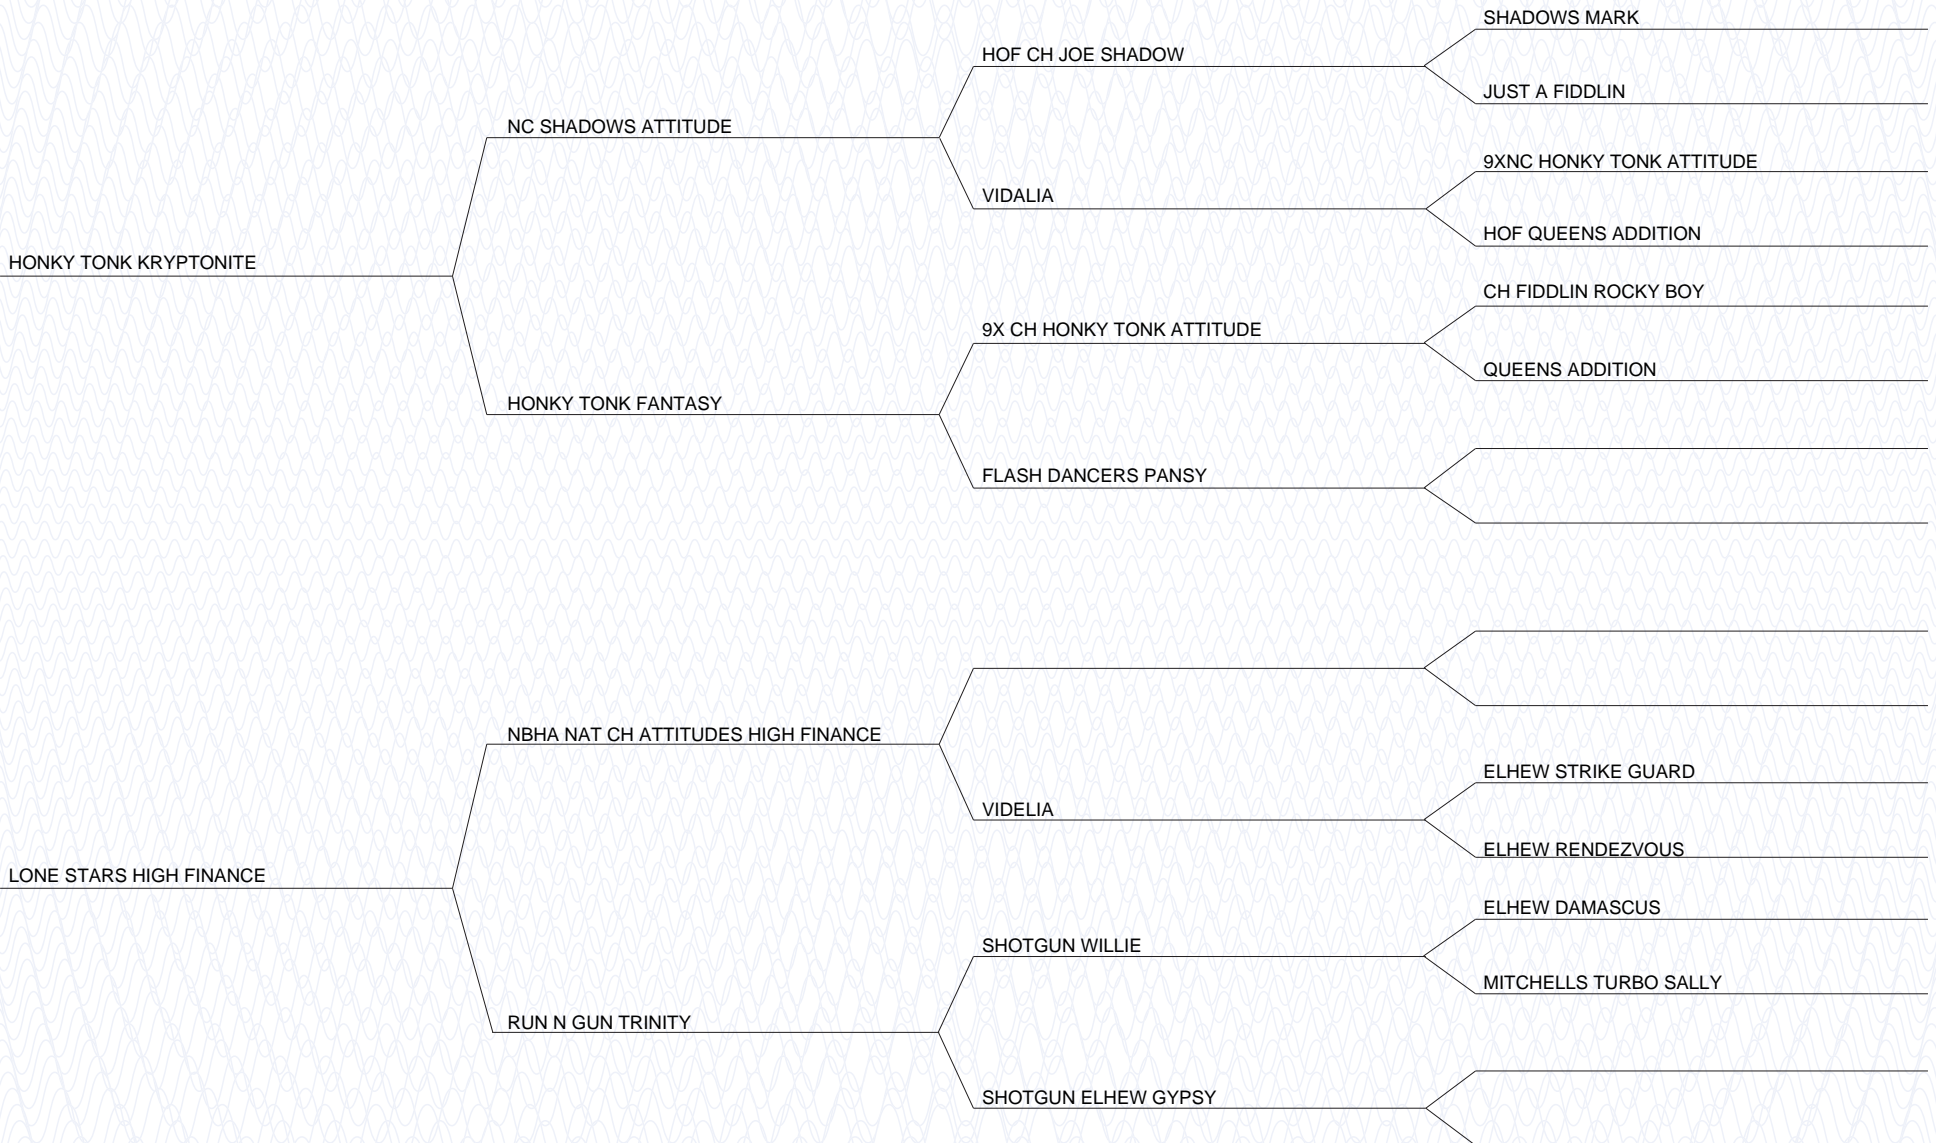 SHADOWS MARK
HOF CH JOE SHADOW
JUST A FIDDLIN
NC SHADOWS ATTITUDE
9XNC HONKY TONK ATTITUDE
VIDALIA
HOF QUEENS ADDITION
HONKY TONK KRYPTONITE
CH FIDDLIN ROCKY BOY
9X CH HONKY TONK ATTITUDE
QUEENS ADDITION
HONKY TONK FANTASY
FLASH DANCERS PANSY
NBHA NAT CH ATTITUDES HIGH FINANCE
ELHEW STRIKE GUARD
VIDELIA
ELHEW RENDEZVOUS
LONE STARS HIGH FINANCE
ELHEW DAMASCUS
SHOTGUN WILLIE
MITCHELLS TURBO SALLY
RUN N GUN TRINITY
SHOTGUN ELHEW GYPSY